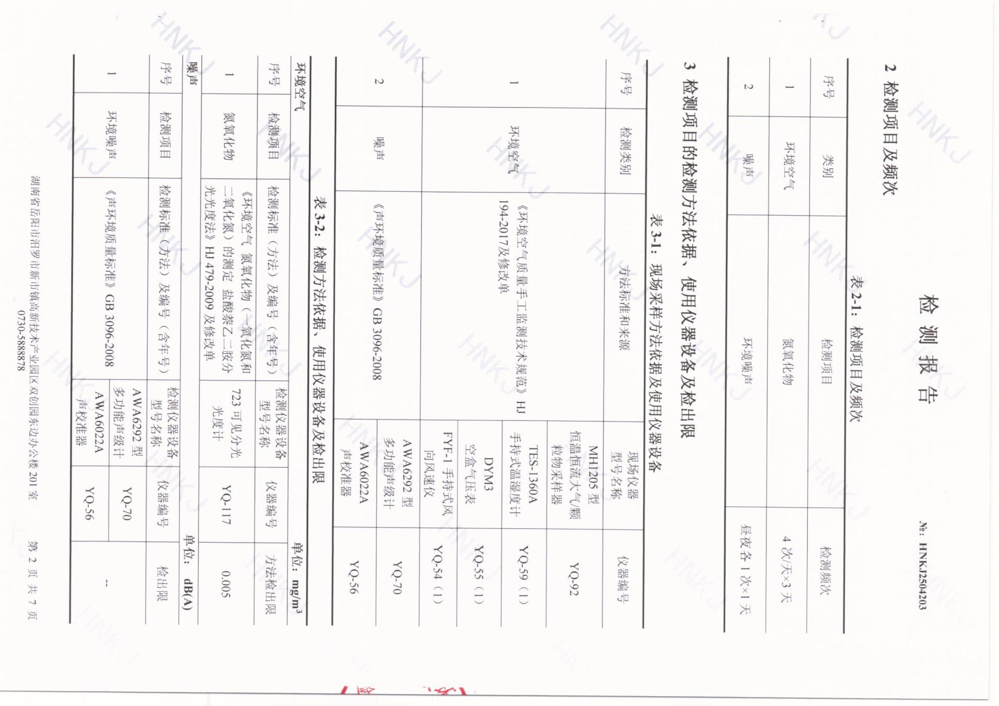 检测报告
№：HNKJ2504203
2 检测项目及频次
表 2-1：检测项目及频次
序号 类别 检测项目 检测频次
1 环境空气 氮氧化物 4 次/天×3 天
2 噪声 环境噪声 昼夜各 1 次×1 天
3 检测项目的检测方法依据、使用仪器设备及检出限
表 3-1：现场采样方法依据及使用仪器设备
序号 检测类别 方法标准和来源 现场仪器
型号名称 仪器编号
1 环境空气 《环境空气质量手工监测技术规范》HJ
194-2017及修改单
MH1205 型
恒温恒流大气/颗
粒物采样器 YQ-92
TES-1360A
手持式温湿度计 YQ-59（1）
DYM3
空盒气压表 YQ-55（1）
FYF-1 手持式风
向风速仪 YQ-54（1）
2 噪声 《声环境质量标准》GB 3096-2008
AWA6292 型
多功能声级计 YQ-70
AWA6022A
声校准器 YQ-56
表 3-2：检测方法依据、使用仪器设备及检出限
环境空气 单位：mg/m³
序号 检测项目 检测标准（方法）及编号（含年号） 检测仪器设备
型号名称 仪器编号 方法检出限
1 氮氧化物 《环境空气 氮氧化物（一氧化氮和
二氧化氮）的测定 盐酸萘乙二胺分
光光度法》HJ 479-2009 及修改单
723 可见分光
光度计 YQ-117 0.005
噪声 单位：dB(A)
序号 检测项目 检测标准（方法）及编号（含年号） 检测仪器设备
型号名称 仪器编号 检出限
1 环境噪声 《声环境质量标准》GB 3096-2008
AWA6292 型
多功能声级计 YQ-70
AWA6022A
声校准器 YQ-56
--
湖南省岳阳市汨罗市新市镇高新技术产业园区双创园东边办公楼 201 室 第 2 页 共 7 页
0730-5888878
HNKJ